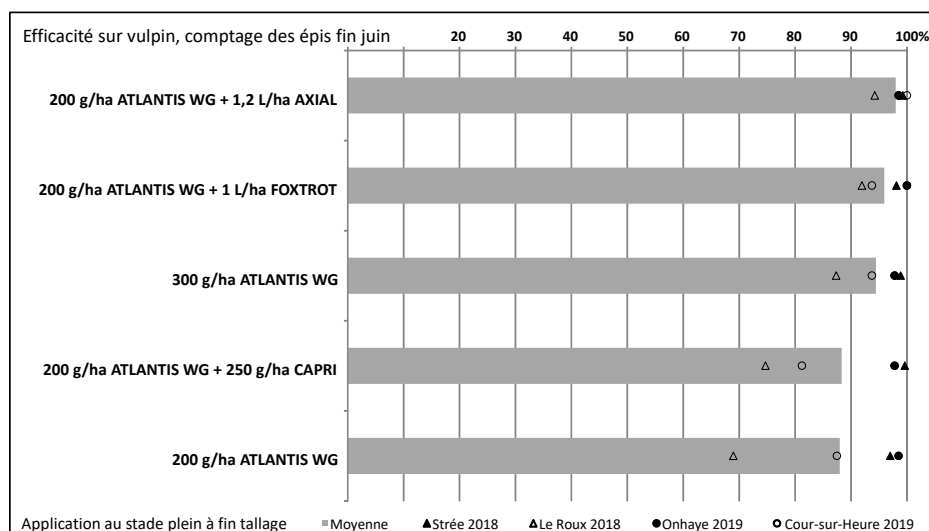 Efficacité sur vulpin, comptage des épis fin juin
20 30 40 50 60 70 80 90 100%
200 g/ha ATLANTIS WG + 1,2 L/ha AXIAL
200 g/ha ATLANTIS WG + 1 L/ha FOXTROT
300 g/ha ATLANTIS WG
200 g/ha ATLANTIS WG + 250 g/ha CAPRI
200 g/ha ATLANTIS WG
Application au stade plein à fin tallage Moyenne Strée 2018 Le Roux 2018 Onhaye 2019 Cour-sur-Heure 2019